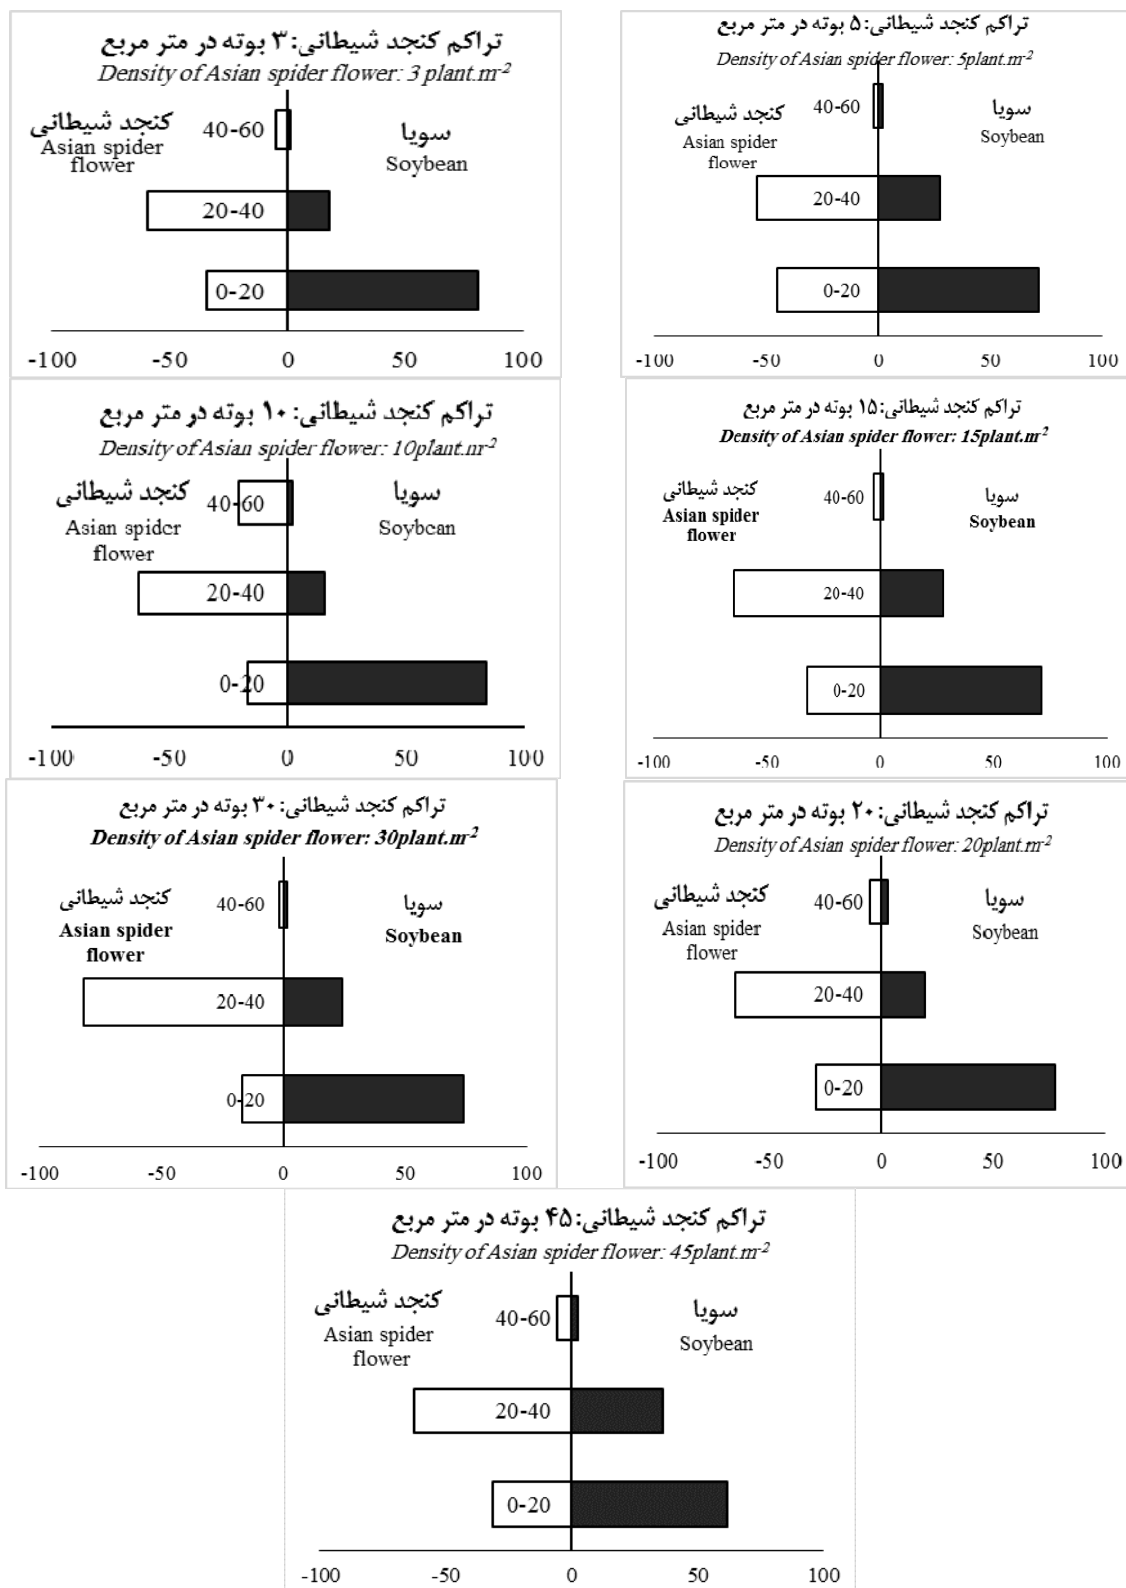 تراکم کنجد شیطانی: ۳ بوته در متر مربع
Density of Asian spider flower: 3 plant.m-2
کنجد شیطانی
Asian spider
flower
40-60
سویا
Soybean
20-40
0-20
-100 -50 0 50 100
تراکم کنجد شیطانی: ۵ بوته در متر مربع
Density of Asian spider flower: 5plant.m-2
کنجد شیطانی
Asian spider
flower
40-60
سویا
Soybean
20-40
0-20
-100 -50 0 50 100
تراکم کنجد شیطانی: ۱۰ بوته در متر مربع
Density of Asian spider flower: 10plant.m-2
کنجد شیطانی
Asian spider
flower
40-60
سویا
Soybean
20-40
0-20
-100 -50 0 50 100
تراکم کنجد شیطانی: ۱۵ بوته در متر مربع
Density of Asian spider flower: 15plant.m-2
کنجد شیطانی
Asian spider
flower
40-60
سویا
Soybean
20-40
0-20
-100 -50 0 50 100
تراکم کنجد شیطانی: ۳۰ بوته در متر مربع
Density of Asian spider flower: 30plant.m-2
کنجد شیطانی
Asian spider
flower
40-60
سویا
Soybean
20-40
0-20
-100 -50 0 50 100
تراکم کنجد شیطانی: ۲۰ بوته در متر مربع
Density of Asian spider flower: 20plant.m-2
کنجد شیطانی
Asian spider
flower
40-60
سویا
Soybean
20-40
0-20
-100 -50 0 50 100
تراکم کنجد شیطانی: ۴۵ بوته در متر مربع
Density of Asian spider flower: 45plant.m-2
کنجد شیطانی
Asian spider
flower
40-60
سویا
Soybean
20-40
0-20
-100 -50 0 50 100